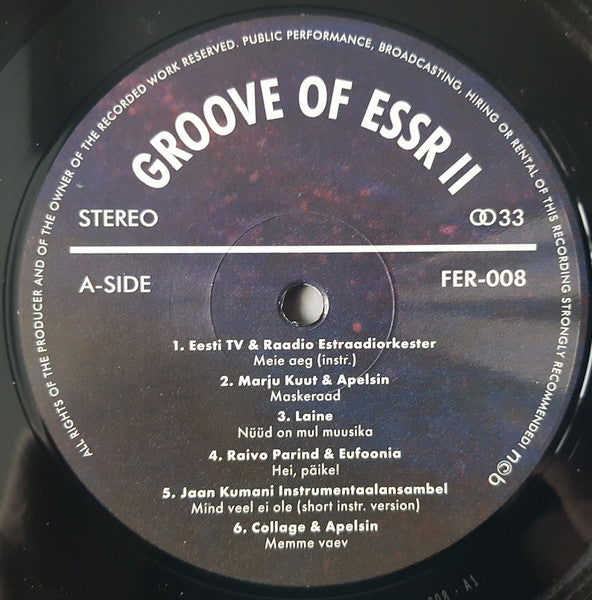 ALL RIGHTS OF THE PRODUCER AND OF THE OWNER OF THE RECORDED WORK RESERVED. PUBLIC PERFORMANCE, BROADCASTING, HIRING OR RENTAL OF THIS RECORDING STRONGLY RECOMMENDED! ncb
GROOVE OF ESSR II
STEREO
33
A-SIDE
FER-008
1. Eesti TV & Raadio Estraadiorkester
Meie aeg (instr.)
2. Marju Kuut & Apelsin
Maskeraad
3. Laine
Nüüd on mul muusika
4. Raivo Parind & Eufoonia
Hei, päike!
5. Jaan Kumani Instrumentaalansambel
Mind veel ei ole (short instr. version)
6. Collage & Apelsin
Memme vaev
008 - A1